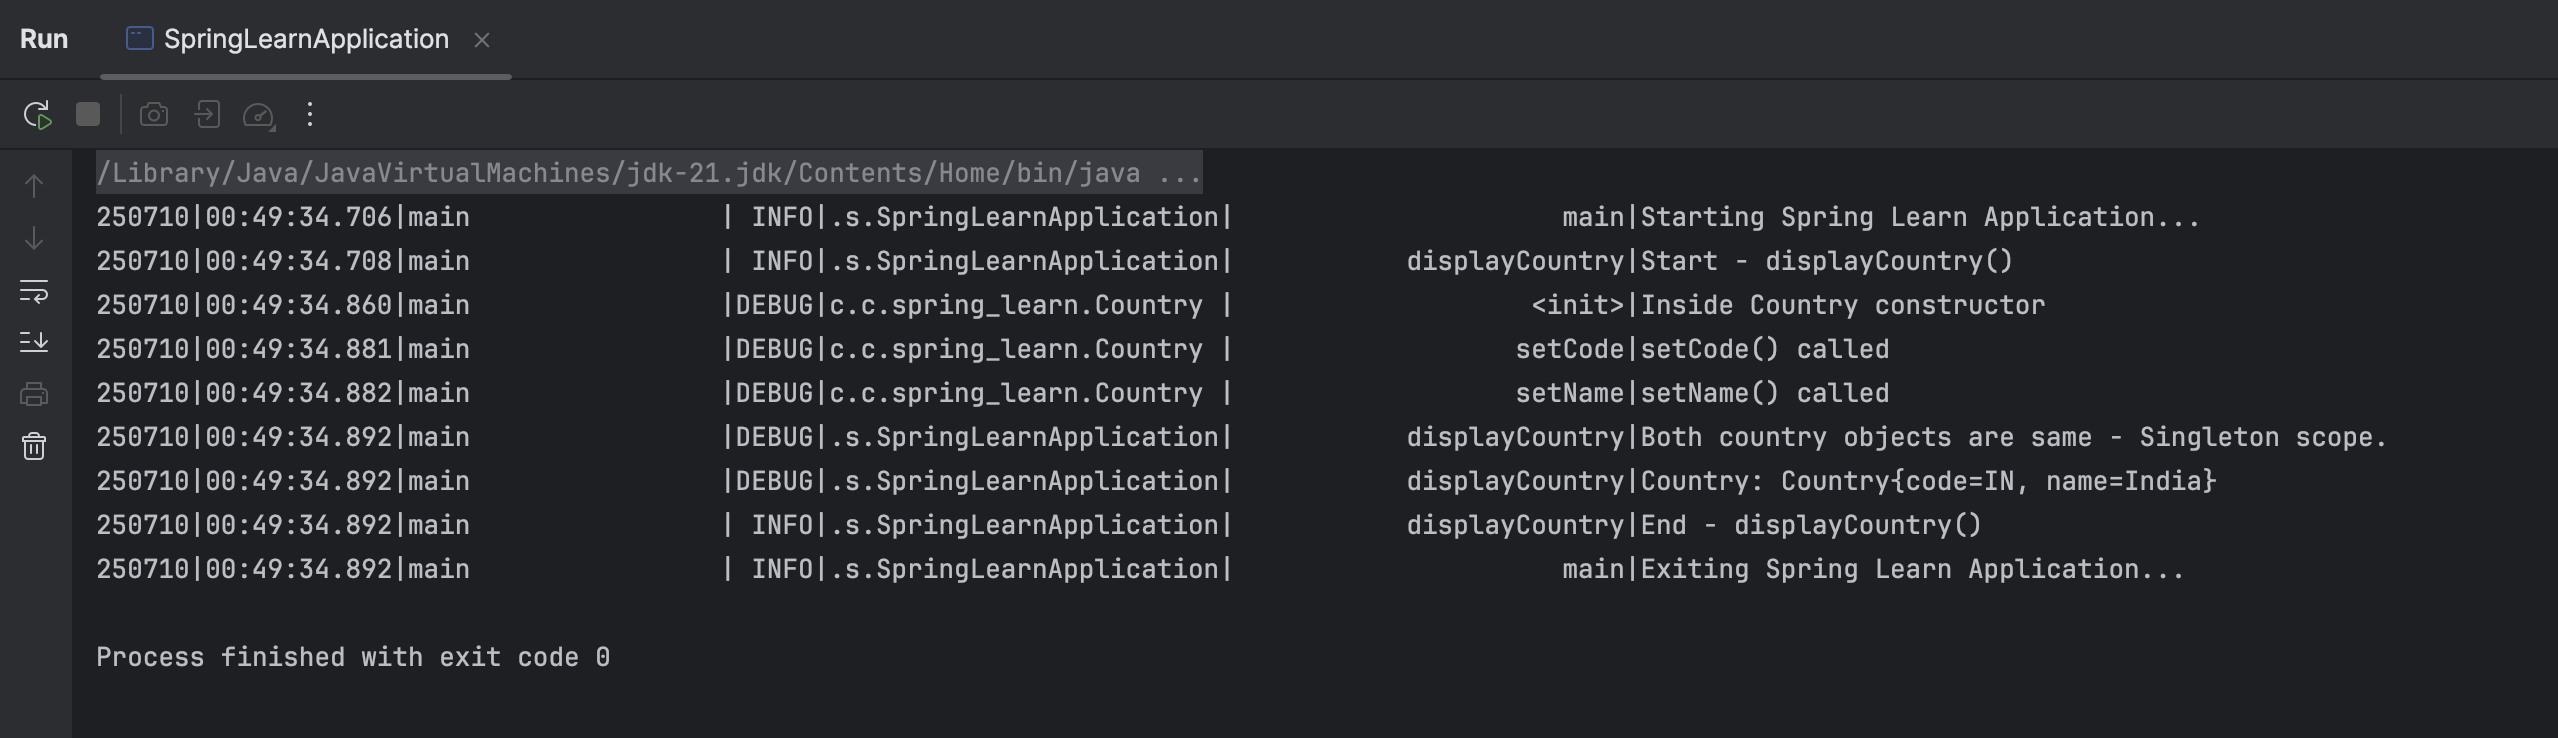 Run SpringLearnApplication
/Library/Java/JavaVirtualMachines/jdk-21.jdk/Contents/Home/bin/java ...
250710|00:49:34.706|main                | INFO|.s.SpringLearnApplication|                     main|Starting Spring Learn Application...
250710|00:49:34.708|main                | INFO|.s.SpringLearnApplication|           displayCountry|Start - displayCountry()
250710|00:49:34.860|main                |DEBUG|c.c.spring_learn.Country |                   <init>|Inside Country constructor
250710|00:49:34.881|main                |DEBUG|c.c.spring_learn.Country |                  setCode|setCode() called
250710|00:49:34.882|main                |DEBUG|c.c.spring_learn.Country |                  setName|setName() called
250710|00:49:34.892|main                |DEBUG|.s.SpringLearnApplication|           displayCountry|Both country objects are same - Singleton scope.
250710|00:49:34.892|main                |DEBUG|.s.SpringLearnApplication|           displayCountry|Country: Country{code=IN, name=India}
250710|00:49:34.892|main                | INFO|.s.SpringLearnApplication|           displayCountry|End - displayCountry()
250710|00:49:34.892|main                | INFO|.s.SpringLearnApplication|                     main|Exiting Spring Learn Application...
Process finished with exit code 0